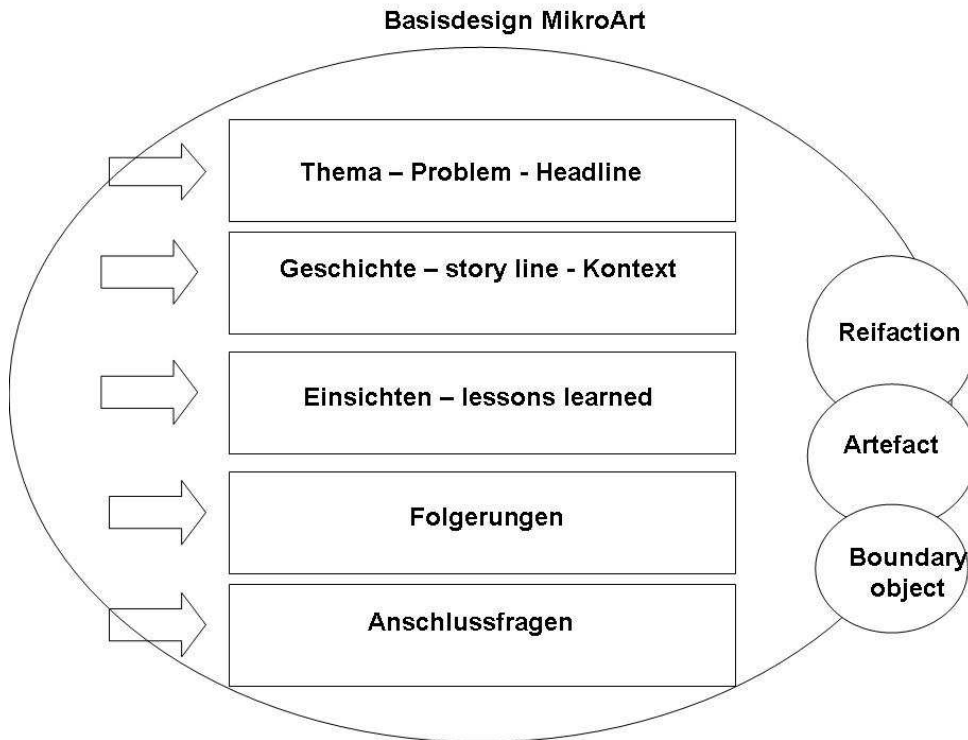 Basisdesign MikroArt
Thema – Problem - Headline
Geschichte – story line - Kontext
Einsichten – lessons learned
Folgerungen
Anschlussfragen
Reifaction
Artefact
Boundary
object